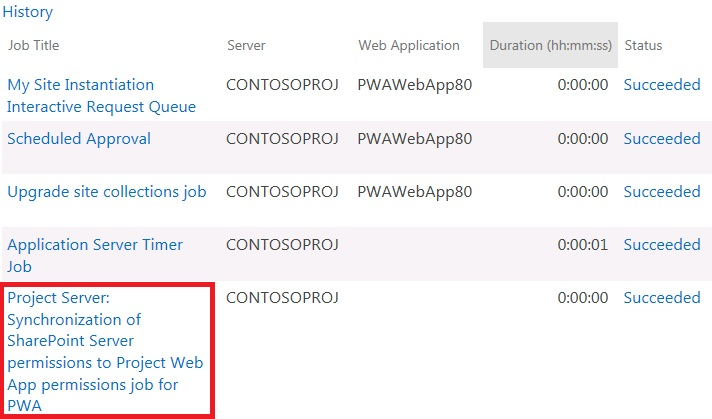 History
Job Title Server Web Application Duration (hh:mm:ss) Status
My Site Instantiation CONTOSOPROJ PWAWebApp80 0:00:00 Succeeded
Interactive Request Queue
Scheduled Approval CONTOSOPROJ PWAWebApp80 0:00:00 Succeeded
Upgrade site collections job CONTOSOPROJ PWAWebApp80 0:00:00 Succeeded
Application Server Timer CONTOSOPROJ 0:00:01 Succeeded
Job
Project Server: CONTOSOPROJ 0:00:00 Succeeded
Synchronization of
SharePoint Server
permissions to Project Web
App permissions job for
PWA